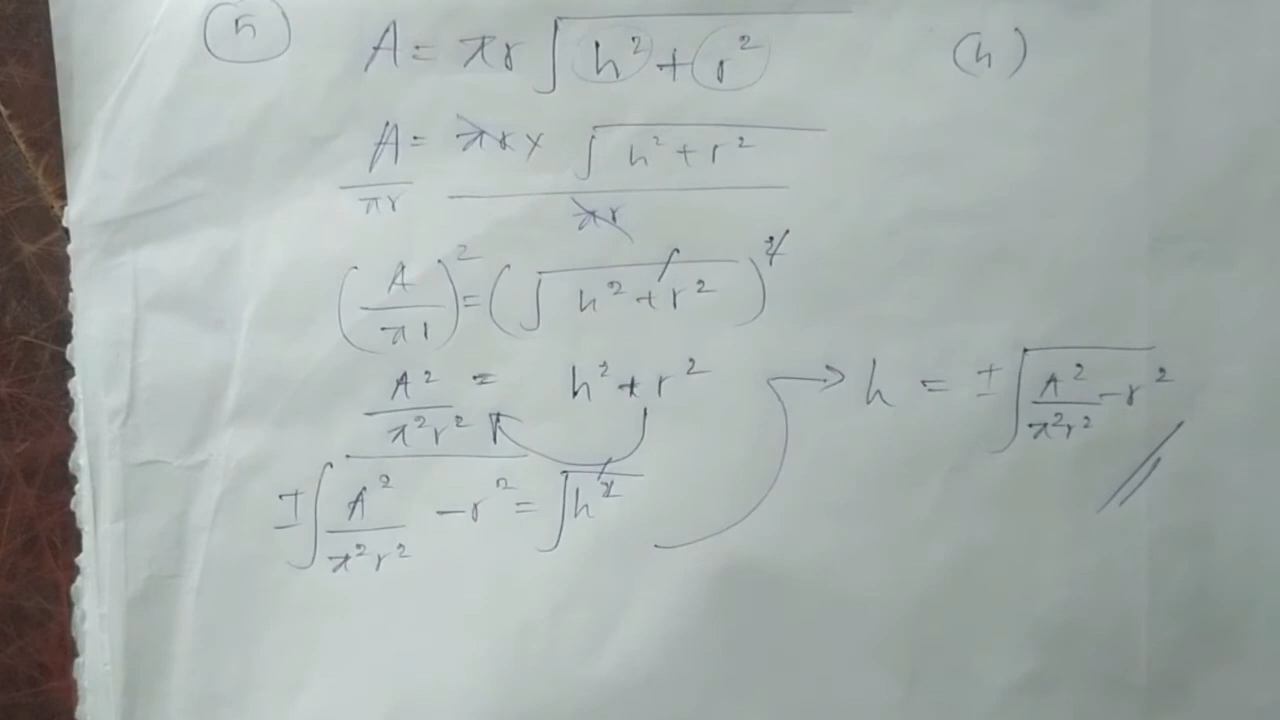 (5) A = πr √(h² + r²) (h)
A/πr = πr × √(h² + r²) / πr
(A/πr)² = (√(h² + r²))²
A²/π²r² = h² + r²
± √(A²/π²r² - r²) = √h² → h = ± √(A²/π²r² - r²)